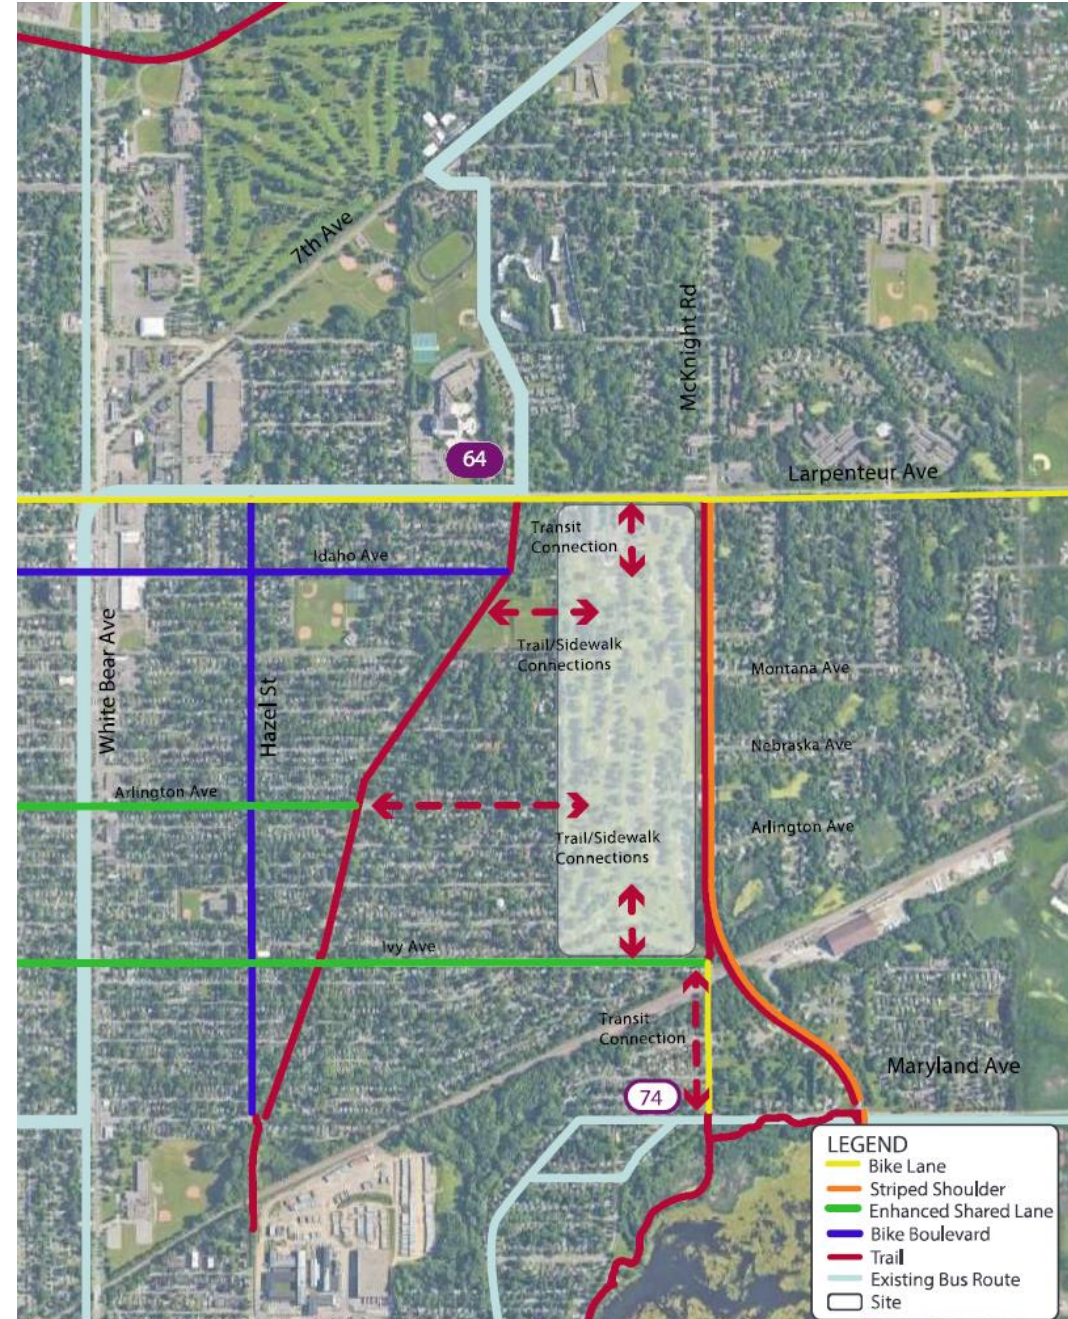 7th Ave
McKnight Rd
64
Larpenteur Ave
Transit
Connection
Idaho Ave
Trail/Sidewalk
Connections
White Bear Ave
Hazel St
Montana Ave
Nebraska Ave
Arlington Ave
Arlington Ave
Trail/Sidewalk
Connections
Ivy Ave
Transit
Connection
Maryland Ave
74
LEGEND
Bike Lane
Striped Shoulder
Enhanced Shared Lane
Bike Boulevard
Trail
Existing Bus Route
Site